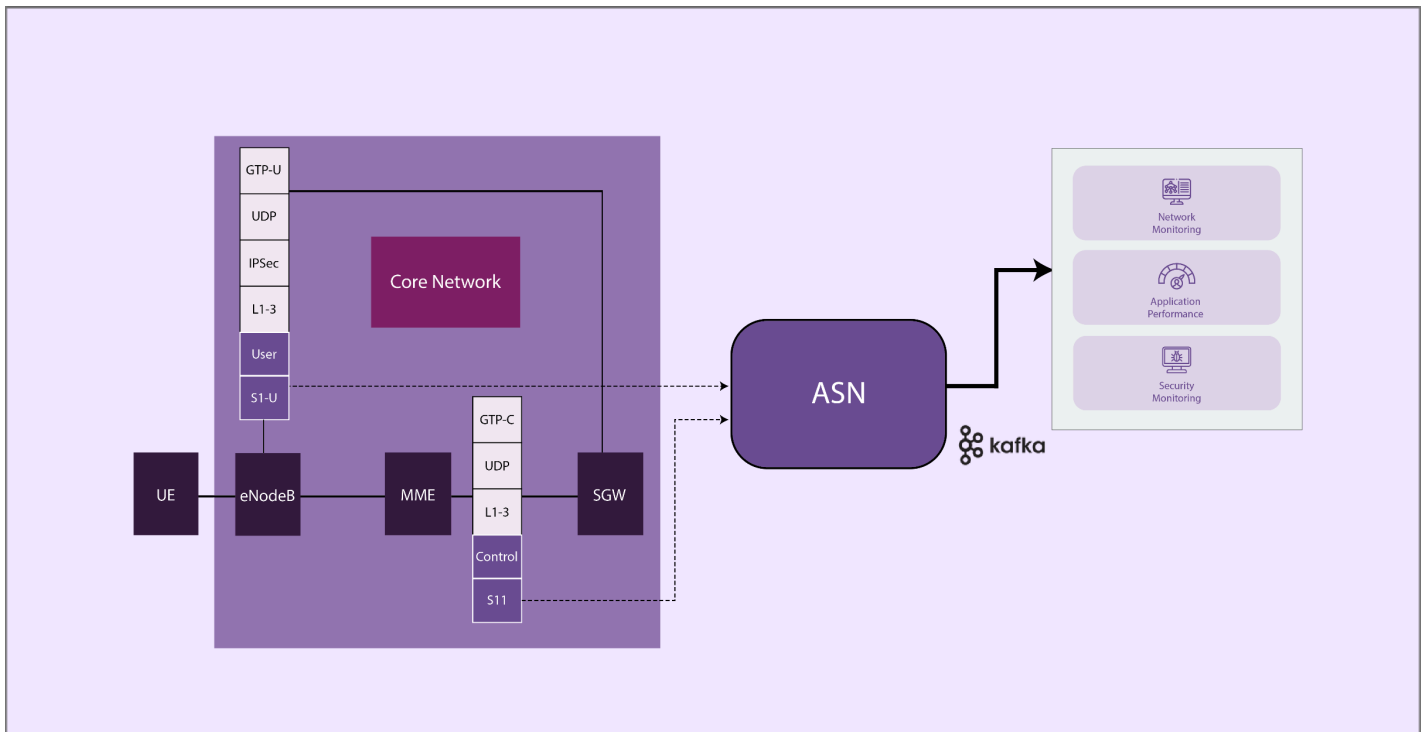 GTP-U
UDP
IPSec
L1-3
User
S1-U
Core Network
GTP-C
UDP
L1-3
Control
S11
UE
eNodeB
MME
SGW
ASN
kafka
Network
Monitoring
Application
Performance
Security
Monitoring